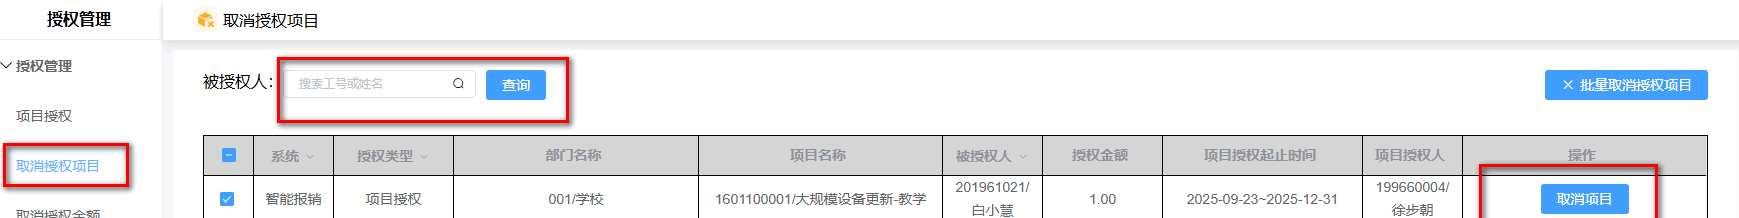 授权管理
取消授权项目
授权管理
项目授权
取消授权项目
取消授权金额
被授权人：
搜索工号或姓名
查询
批量取消授权项目
系统 授权类型 部门名称 项目名称 被授权人 授权金额 项目授权起止时间 项目授权人 操作
智能报销 项目授权 001/学校 1601100001/大规模设备更新-教学 201961021/ 1.00 2025-09-23~2025-12-31 199660004/ 取消项目
白小慧 徐步朝